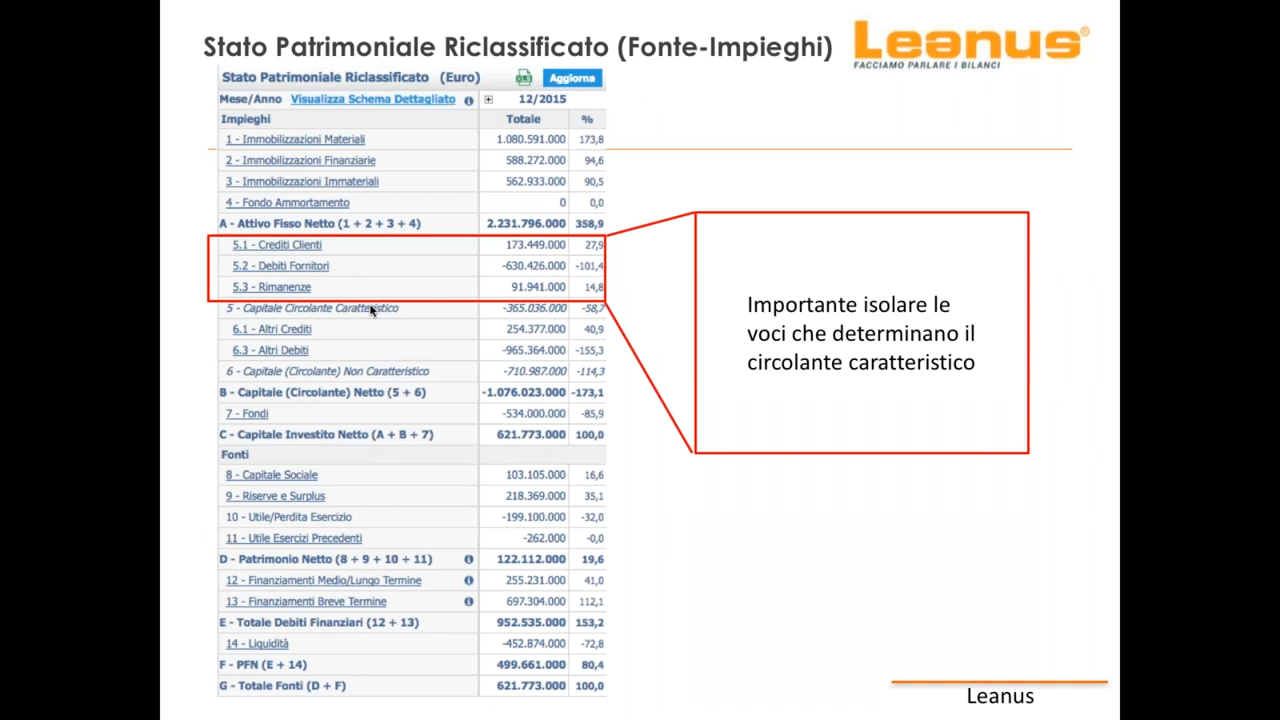 Stato Patrimoniale Riclassificato (Fonte-Impieghi)
Leanus®
FACCIAMO PARLARE I BILANCI
Stato Patrimoniale Riclassificato (Euro) XLS Aggiorna
Mese/Anno Visualizza Schema Dettagliato 12/2015
Impieghi Totale %
1 - Immobilizzazioni Materiali 1.080.591.000 173,8
2 - Immobilizzazioni Finanziarie 588.272.000 94,6
3 - Immobilizzazioni Immateriali 562.933.000 90,5
4 - Fondo Ammortamento 0 0,0
A - Attivo Fisso Netto (1 + 2 + 3 + 4) 2.231.796.000 358,9
5.1 - Crediti Clienti 173.449.000 27,9
5.2 - Debiti Fornitori -630.426.000 -101,4
5.3 - Rimanenze 91.941.000 14,8
5 - Capitale Circolante Caratteristico -365.036.000 -58,7
6.1 - Altri Crediti 254.377.000 40,9
6.3 - Altri Debiti -965.364.000 -155,3
6 - Capitale (Circolante) Non Caratteristico -710.987.000 -114,3
B - Capitale (Circolante) Netto (5 + 6) -1.076.023.000 -173,1
7 - Fondi -534.000.000 -85,9
C - Capitale Investito Netto (A + B + 7) 621.773.000 100,0
Fonti
8 - Capitale Sociale 103.105.000 16,6
9 - Riserve e Surplus 218.369.000 35,1
10 - Utile/Perdita Esercizio -199.100.000 -32,0
11 - Utile Esercizi Precedenti -262.000 -0,0
D - Patrimonio Netto (8 + 9 + 10 + 11) 122.112.000 19,6
12 - Finanziamenti Medio/Lungo Termine 255.231.000 41,0
13 - Finanziamenti Breve Termine 697.304.000 112,1
E - Totale Debiti Finanziari (12 + 13) 952.535.000 153,2
14 - Liquidità -452.874.000 -72,8
F - PFN (E + 14) 499.661.000 80,4
G - Totale Fonti (D + F) 621.773.000 100,0
Importante isolare le
voci che determinano il
circolante caratteristico
Leanus